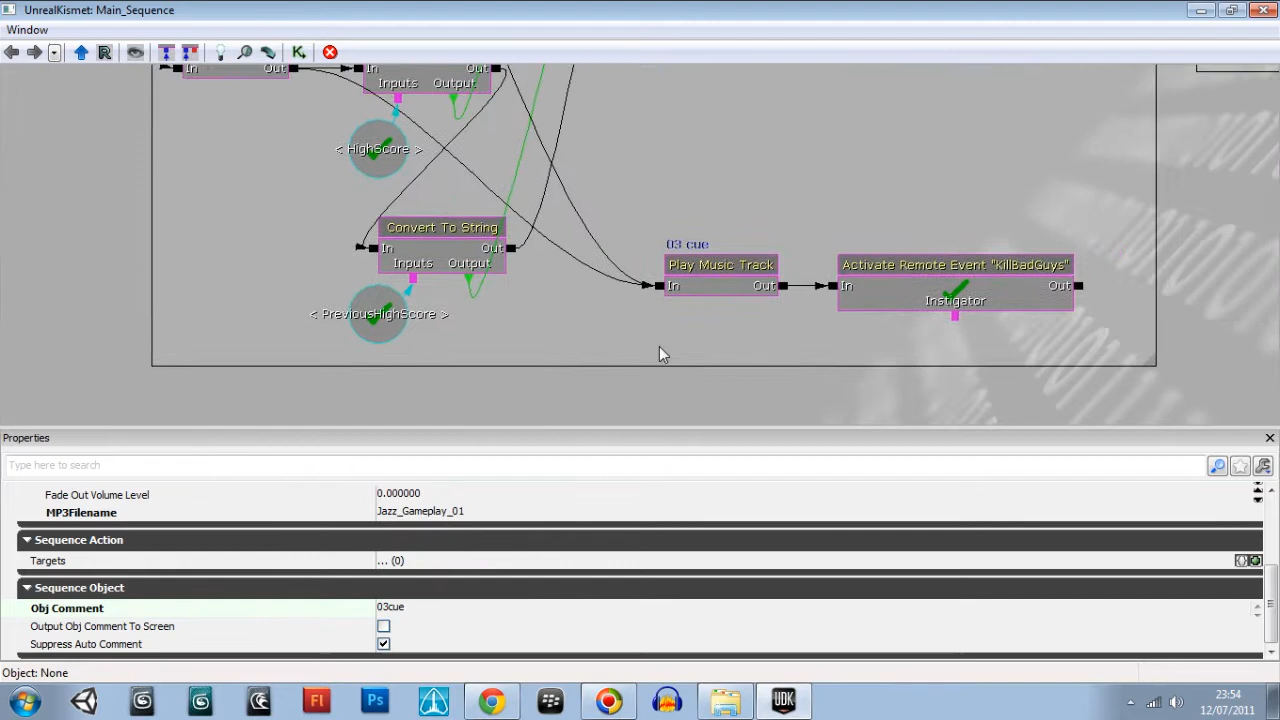 UnrealKismet: Main_Sequence
Window
In Out In Out
Inputs Output
< HighScore >
Convert To String
In Out
Inputs Output
< PreviousHighScore >
03 cue
Play Music Track
In Out
Activate Remote Event "KillBadGuys"
In Out
Instigator
Properties
Type here to search
Fade Out Volume Level 0.000000
MP3Filename Jazz_Gameplay_01
Sequence Action
Targets ... (0)
Sequence Object
Obj Comment 03cue
Output Obj Comment To Screen
Suppress Auto Comment
Object: None
Fl Ps UDK
23:54
12/07/2011